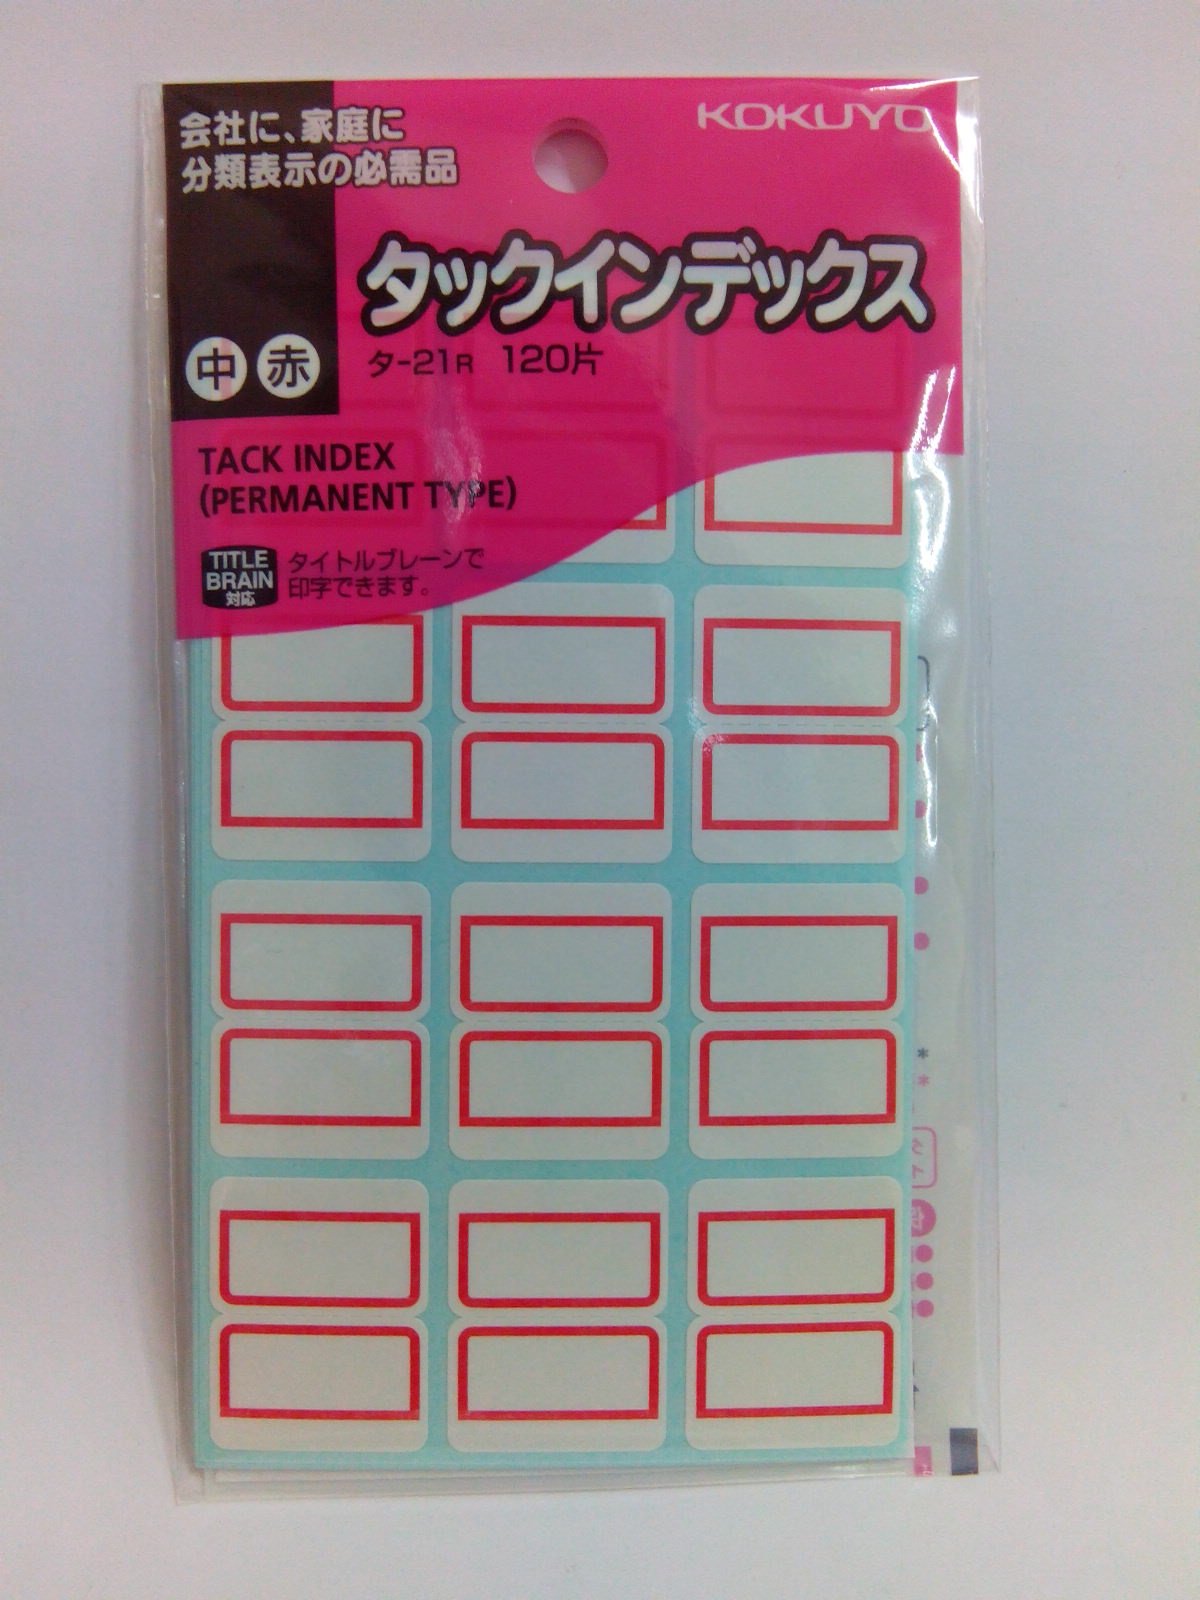 会社に、家庭に
分類表示の必需品
KOKUYO
タックインデックス
中 赤
タ-21R 120片
TACK INDEX
(PERMANENT TYPE)
TITLE
BRAIN
対応
タイトルブレーンで
印字できます。